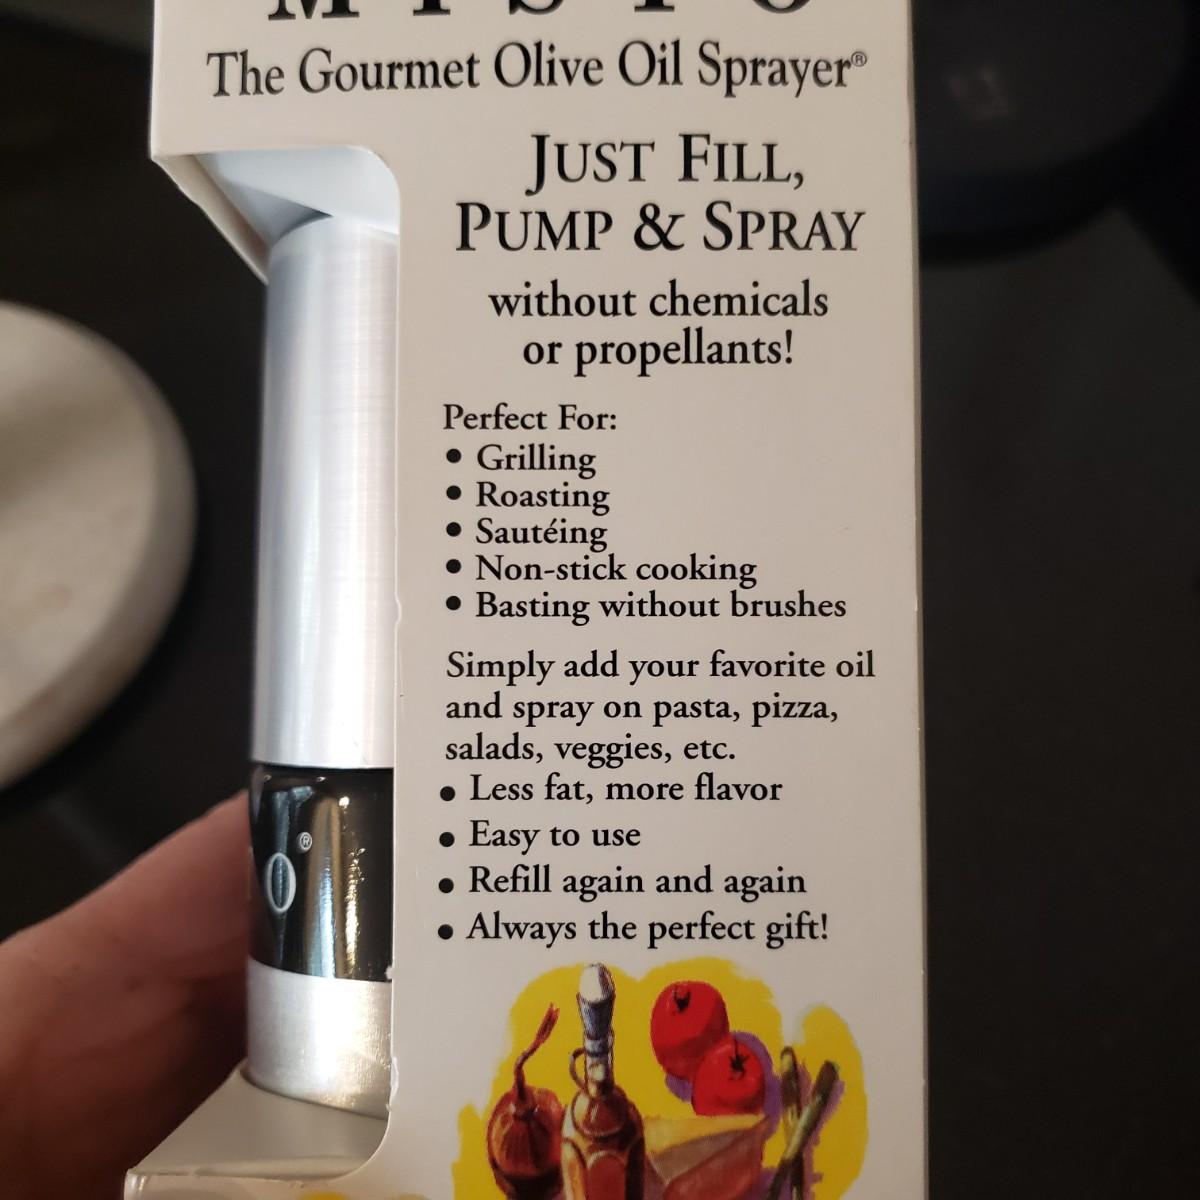 MISTO
The Gourmet Olive Oil Sprayer®
JUST FILL,
PUMP & SPRAY
without chemicals
or propellants!
Perfect For:
• Grilling
• Roasting
• Sautéing
• Non-stick cooking
• Basting without brushes
Simply add your favorite oil
and spray on pasta, pizza,
salads, veggies, etc.
• Less fat, more flavor
• Easy to use
• Refill again and again
• Always the perfect gift!
O®